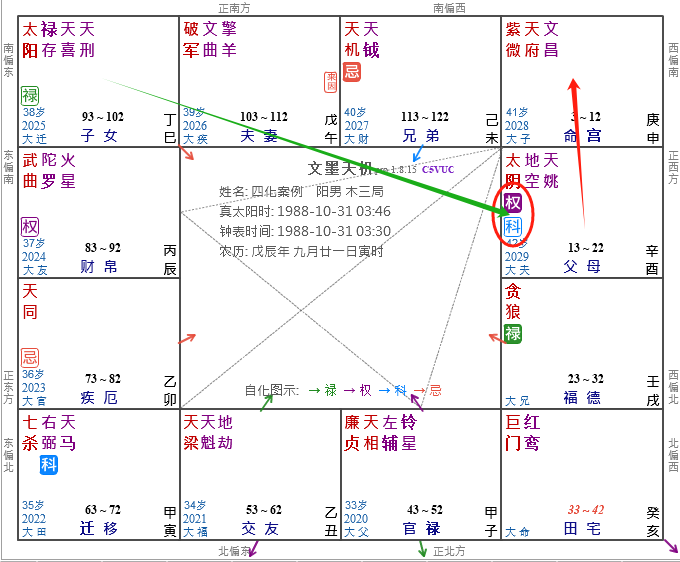 正南方
南偏西
南偏东
东偏南
正东方
东偏北
西偏南
正西方
西偏北
北偏西
北偏东
正北方
太禄天天
阳存喜刑
禄
38岁
2025
大迁
93～102
子女
丁
巳
破文擎
军曲羊
来因
39岁
2026
大疾
103～112
夫妻
戊
午
天天
机钺
忌
40岁
2027
大财
113～122
兄弟
己
未
紫天文
微府昌
41岁
2028
大子
3～12
命宫
庚
申
武陀火
曲罗星
权
37岁
2024
大友
83～92
财帛
丙
辰
文墨天机
pro 1.8.15 C5VUC
姓名: 四化案例 阳男 木三局
真太阳时: 1988-10-31 03:46
钟表时间: 1988-10-31 03:30
农历: 戊辰年 九月廿一日寅时
自化图示: →禄 →权 →科 →忌
太地天
阴空姚
权
科
42岁
2029
大夫
13～22
父母
辛
酉
天
同
忌
36岁
2023
大官
73～82
疾厄
乙
卯
贪
狼
禄
大兄
23～32
福德
壬
戌
七右天
杀弼马
科
35岁
2022
大田
63～72
迁移
甲
寅
天天地
梁魁劫
34岁
2021
大福
53～62
交友
乙
丑
廉天左铃
贞相辅星
33岁
2020
大父
43～52
官禄
甲
子
巨红
门鸾
大命
33～42
田宅
癸
亥